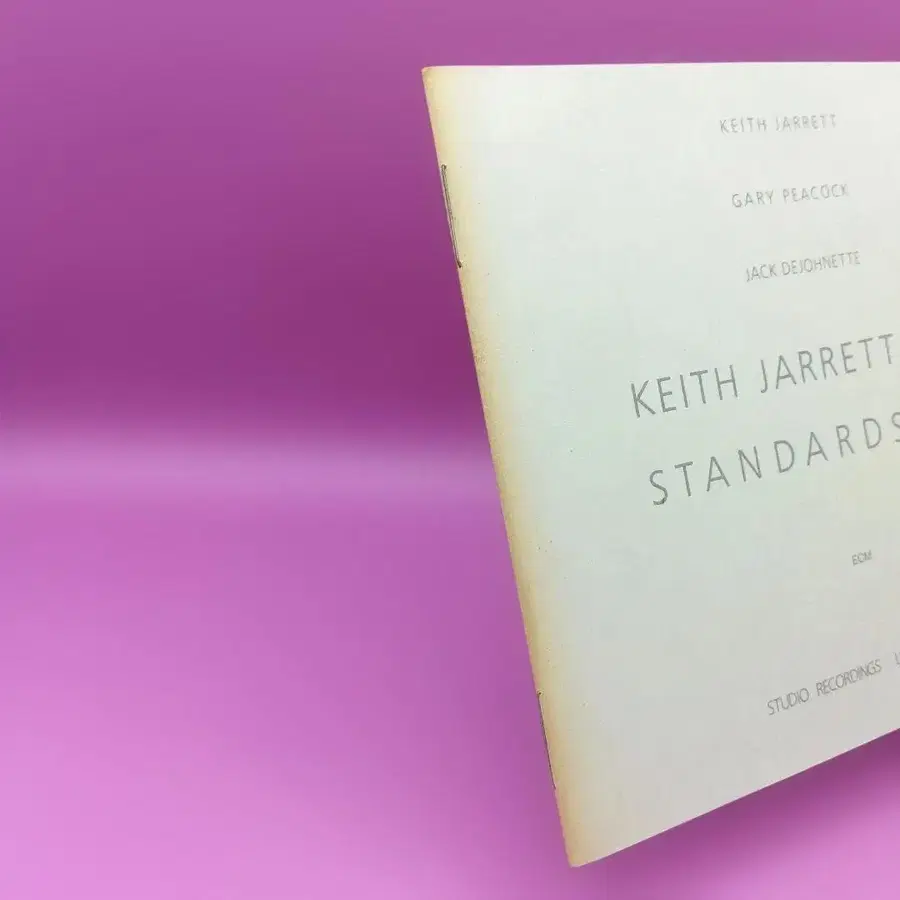 KEITH JARRETT
GARY PEACOCK
JACK DEJOHNETTE
KEITH JARRETT
STANDARDS
ECM
STUDIO RECORDINGS